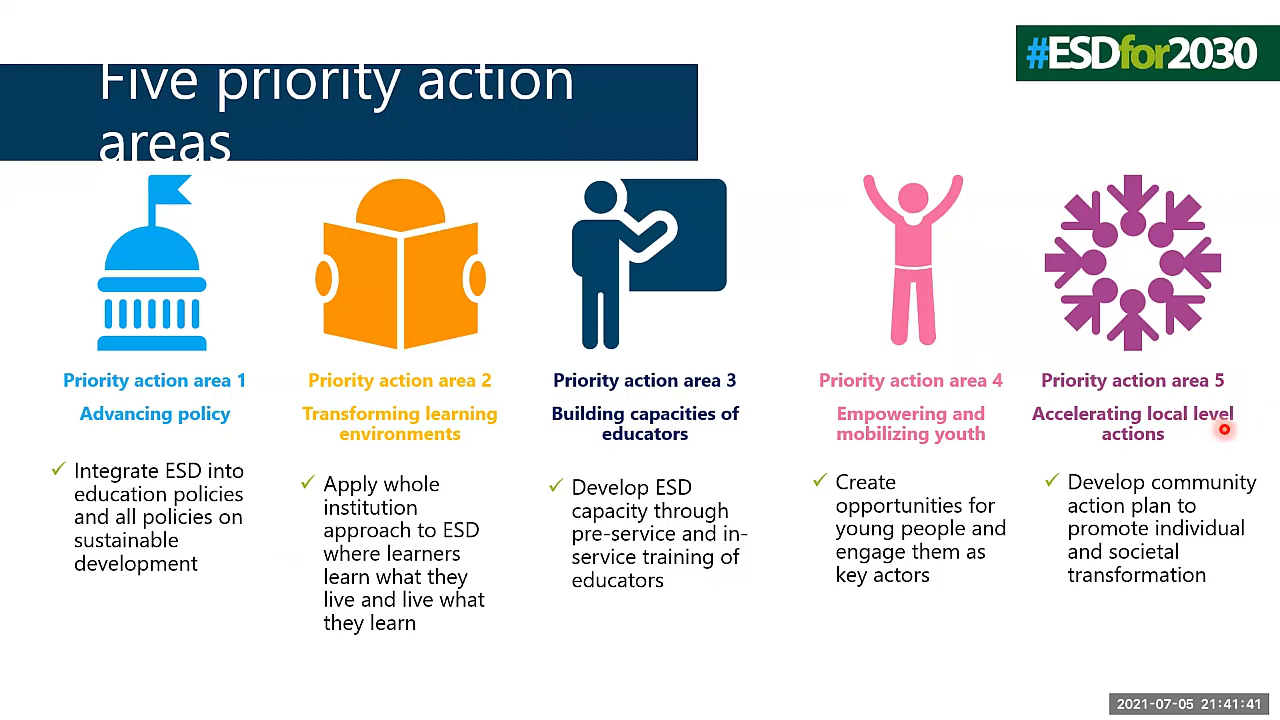 #ESDfor2030
Five priority action
areas
Priority action area 1
Advancing policy
✓ Integrate ESD into
education policies
and all policies on
sustainable
development
Priority action area 2
Transforming learning
environments
✓ Apply whole
institution
approach to ESD
where learners
learn what they
live and live what
they learn
Priority action area 3
Building capacities of
educators
✓ Develop ESD
capacity through
pre-service and in-
service training of
educators
Priority action area 4
Empowering and
mobilizing youth
✓ Create
opportunities for
young people and
engage them as
key actors
Priority action area 5
Accelerating local level
actions
✓ Develop community
action plan to
promote individual
and societal
transformation
2021-07-05 21:41:41